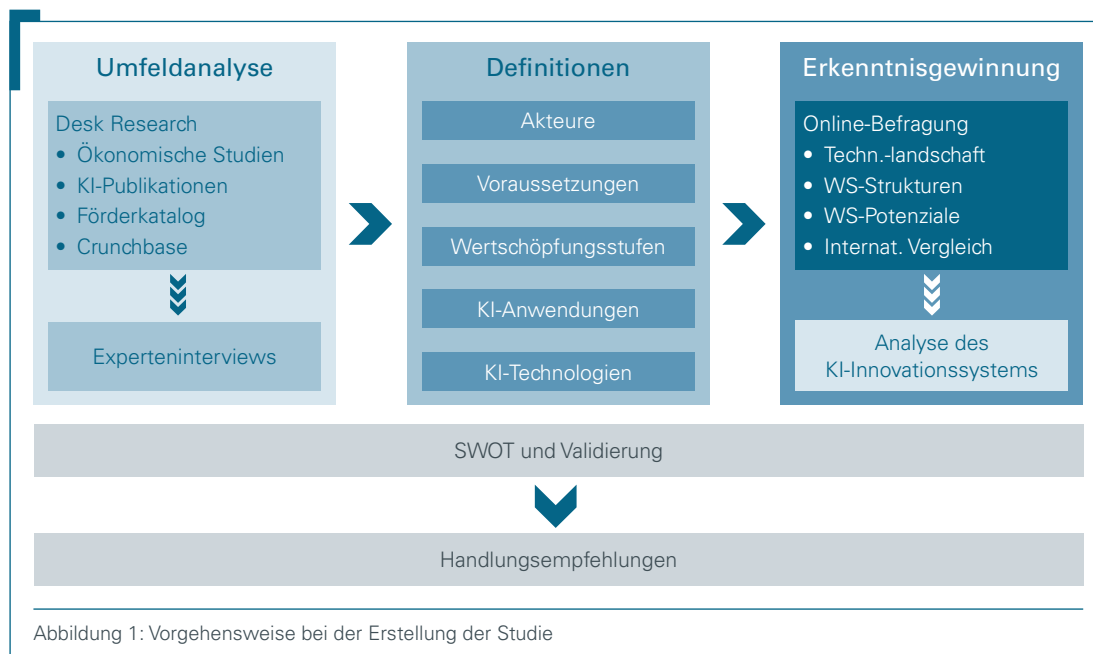 Umfeldanalyse
Desk Research
• Ökonomische Studien
• KI-Publikationen
• Förderkatalog
• Crunchbase
Experteninterviews
Definitionen
Akteure
Voraussetzungen
Wertschöpfungsstufen
KI-Anwendungen
KI-Technologien
Erkenntnisgewinnung
Online-Befragung
• Techn.-landschaft
• WS-Strukturen
• WS-Potenziale
• Internat. Vergleich
Analyse des
KI-Innovationssystems
SWOT und Validierung
Handlungsempfehlungen
Abbildung 1: Vorgehensweise bei der Erstellung der Studie